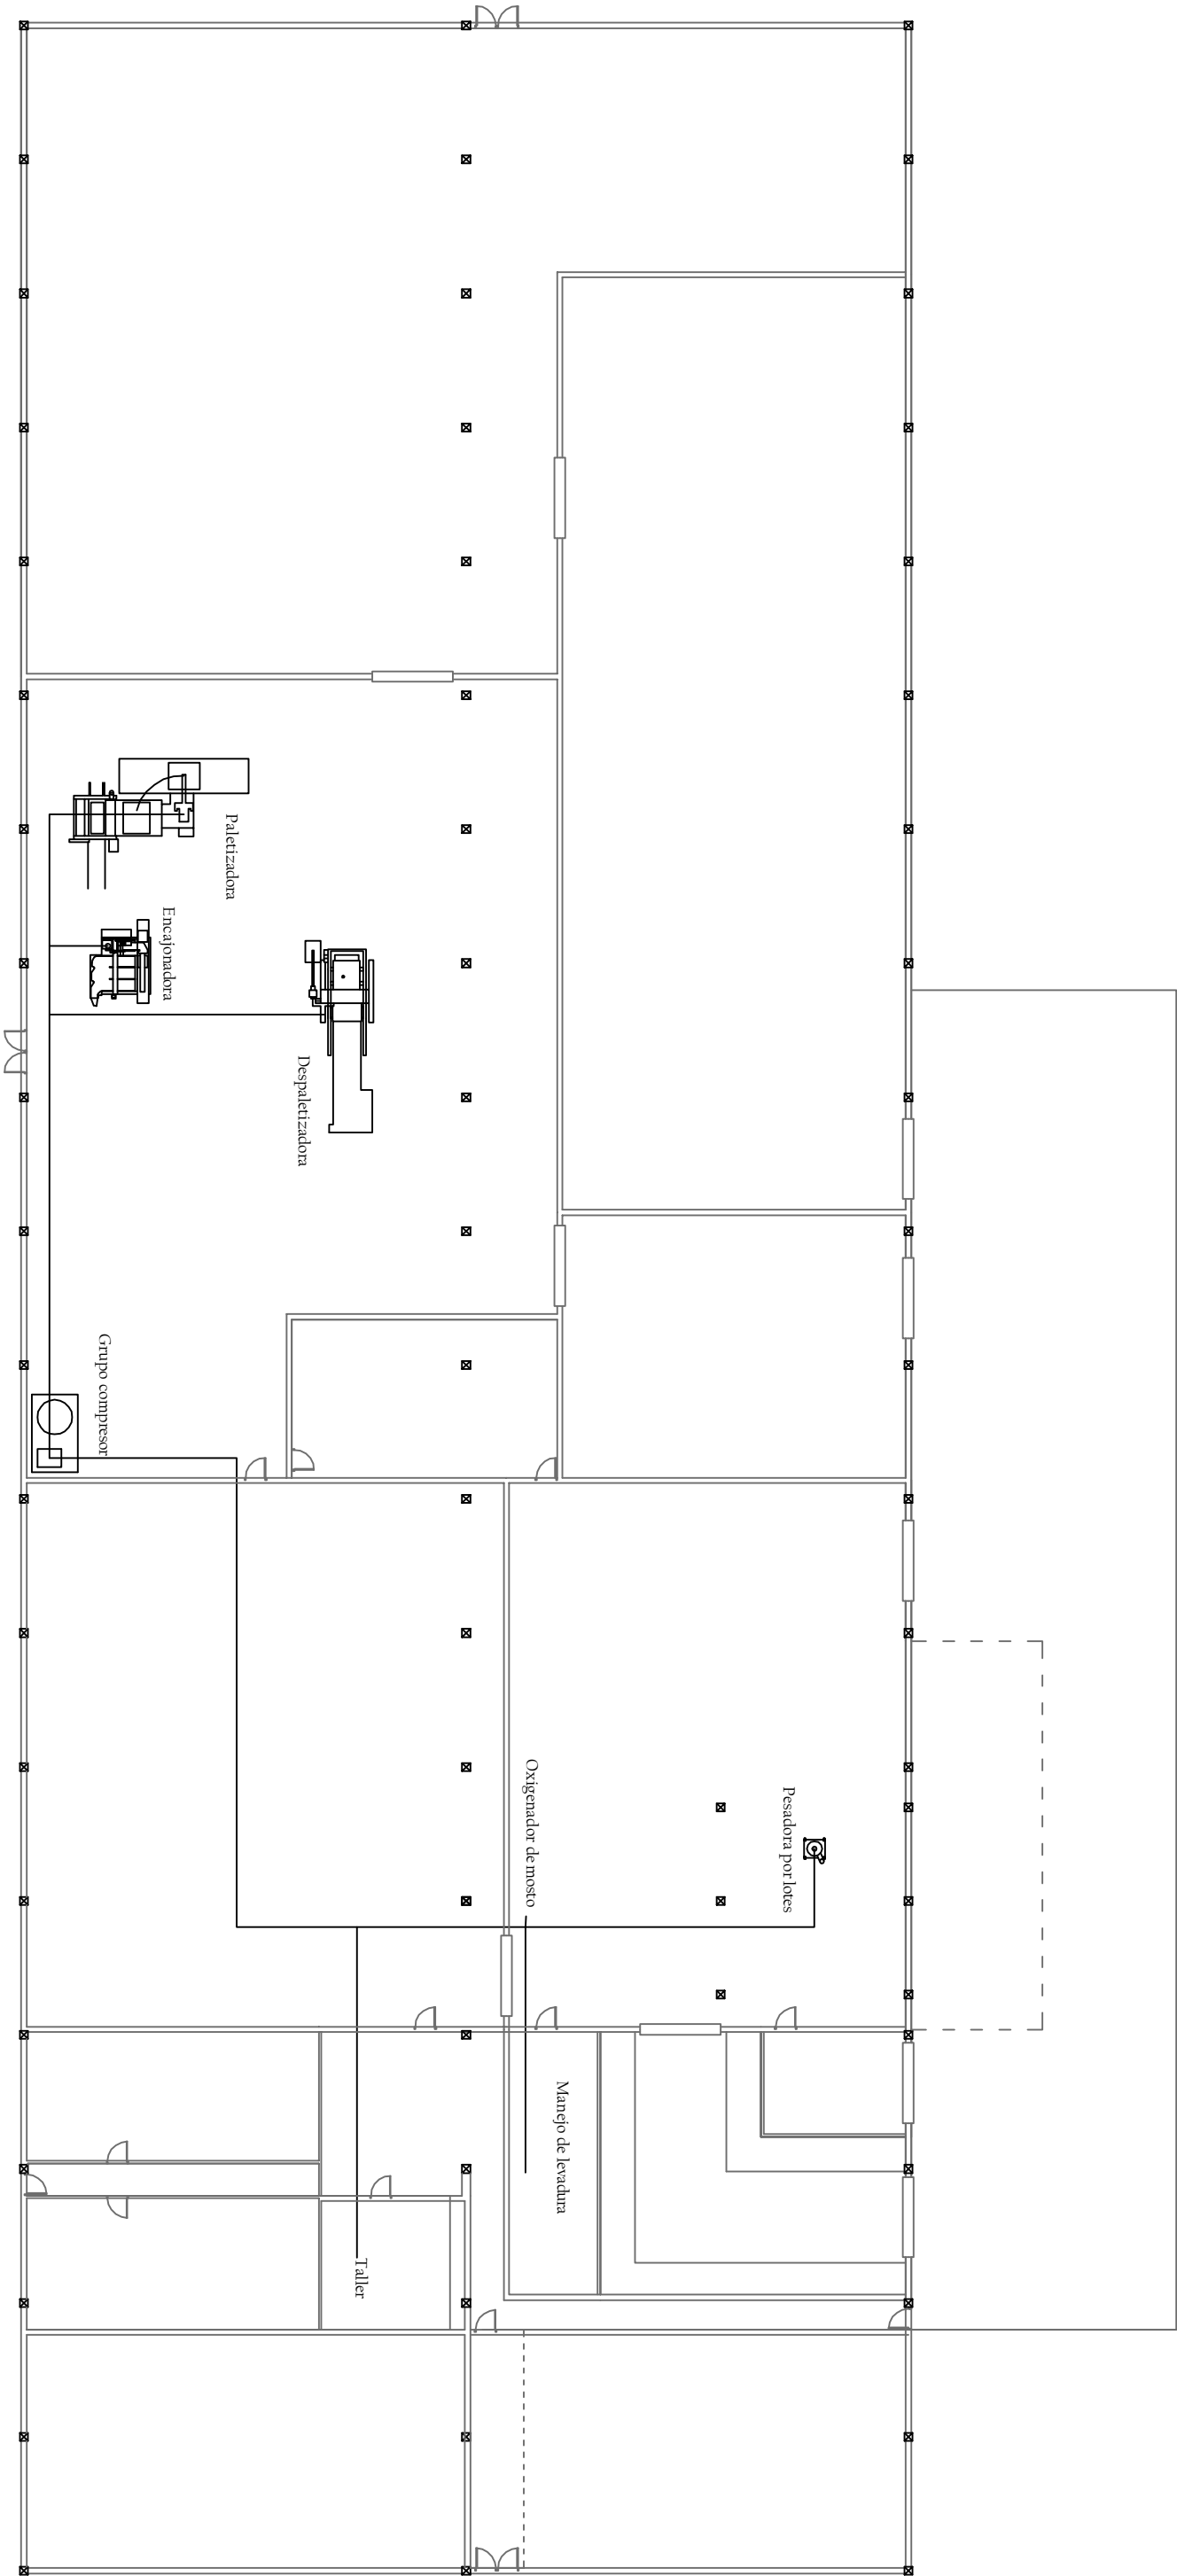 Paletizadora
Encajonadora
Despaletizadora
Grupo compresor
Oxigenador de mosto
Pesadora por lotes
Manejo de levadura
Taller